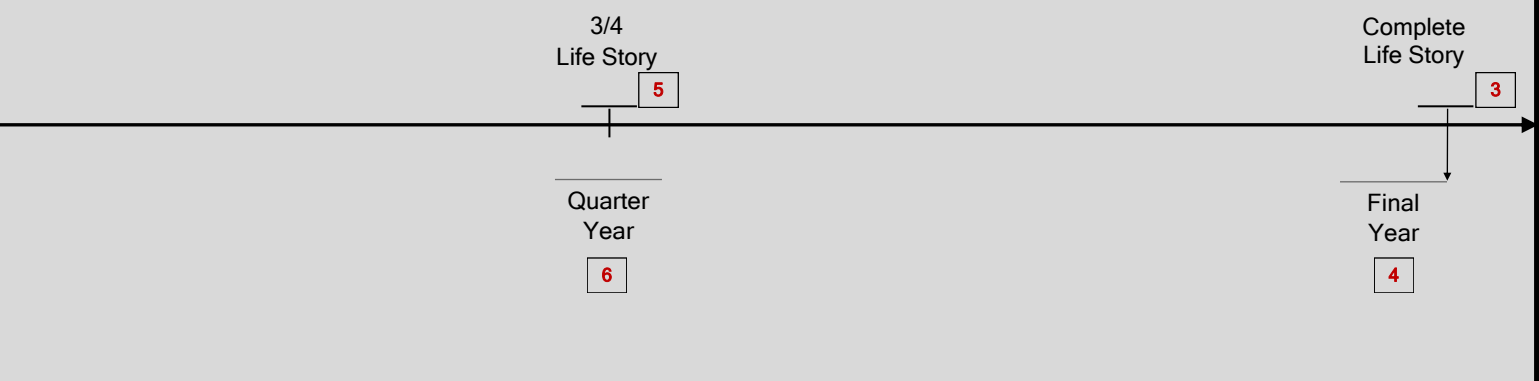 3/4
Life Story
5
Complete
Life Story
3
Quarter
Year
6
Final
Year
4